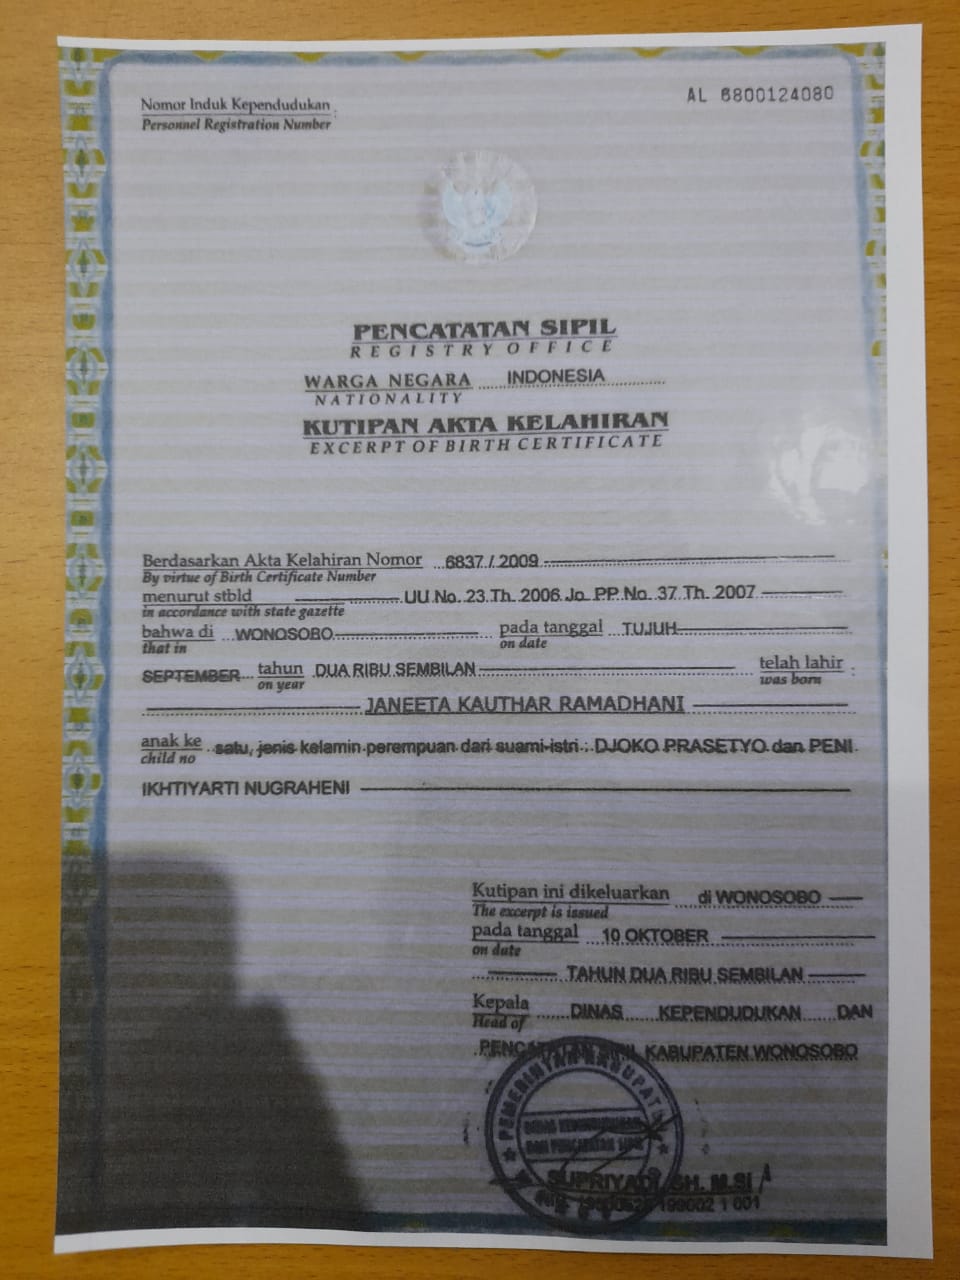 AL 6800124080
Nomor Induk Kependudukan :
Personnel Registration Number
PENCATATAN SIPIL
REGISTRY OFFICE
WARGA NEGARA INDONESIA
NATIONALITY
KUTIPAN AKTA KELAHIRAN
EXCERPT OF BIRTH CERTIFICATE
Berdasarkan Akta Kelahiran Nomor 6837 / 2009
By virtue of Birth Certificate Number
menurut stbld UU No. 23 Th. 2006 Jo PP No. 37 Th. 2007
in accordance with state gazette
bahwa di WONOSOBO pada tanggal TUJUH
that in on date
SEPTEMBER tahun DUA RIBU SEMBILAN telah lahir :
on year was born
JANEETA KAUTHAR RAMADHANI
anak ke satu, jenis kelamin perempuan dari suami-istri : DJOKO PRASETYO dan PENI
child no
IKHTIYARTI NUGRAHENI
Kutipan ini dikeluarkan di WONOSOBO
The excerpt is issued
pada tanggal 10 OKTOBER
on date
TAHUN DUA RIBU SEMBILAN
Kepala DINAS KEPENDUDUKAN DAN
Head of
PENCATATAN SIPIL KABUPATEN WONOSOBO
PEMERINTAH KABUPATEN
DINAS KEPENDUDUKAN
DAN PENCATATAN SIPIL
SUPRIYADI, SH. M.SI
199002 1 001